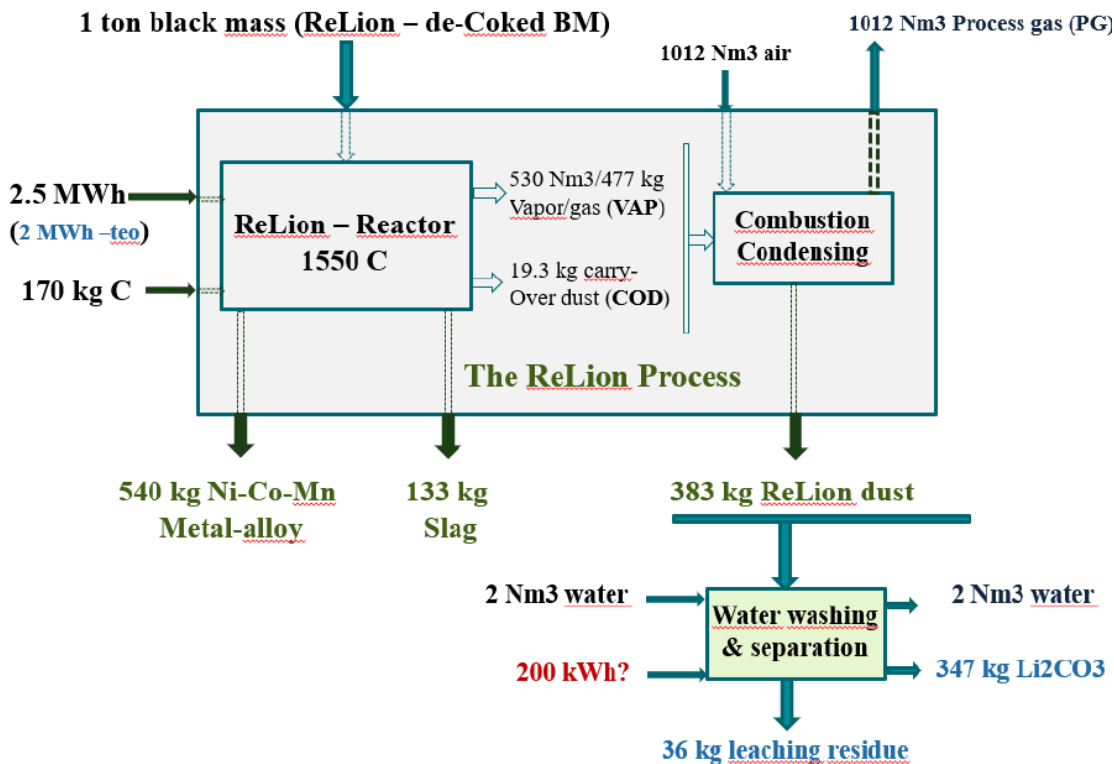 1 ton black mass (ReLion – de-Coked BM)
1012 Nm3 Process gas (PG)
1012 Nm3 air
2.5 MWh
(2 MWh –teo)
170 kg C
ReLion – Reactor
1550 C
530 Nm3/477 kg
Vapor/gas (VAP)
19.3 kg carry-
Over dust (COD)
Combustion
Condensing
The ReLion Process
540 kg Ni-Co-Mn
Metal-alloy
133 kg
Slag
383 kg ReLion dust
2 Nm3 water
200 kWh?
Water washing
& separation
2 Nm3 water
347 kg Li2CO3
36 kg leaching residue